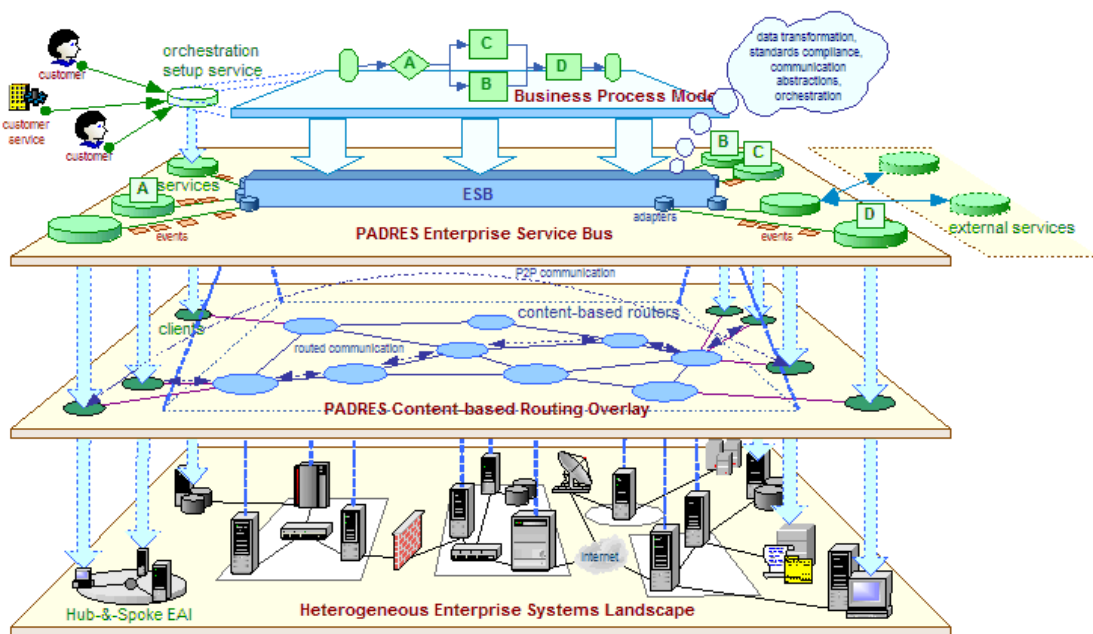 customer
orchestration
setup service
customer
service
customer
A
C
B
D
Business Process Mode
data transformation,
standards compliance,
communication
abstractions,
orchestration
services
A
B
C
D
ESB
events
adapters
events
external services
PADRES Enterprise Service Bus
P2P communication
clients
content-based routers
routed communication
PADRES Content-based Routing Overlay
internet
Hub-&-Spoke EAI
Heterogeneous Enterprise Systems Landscape